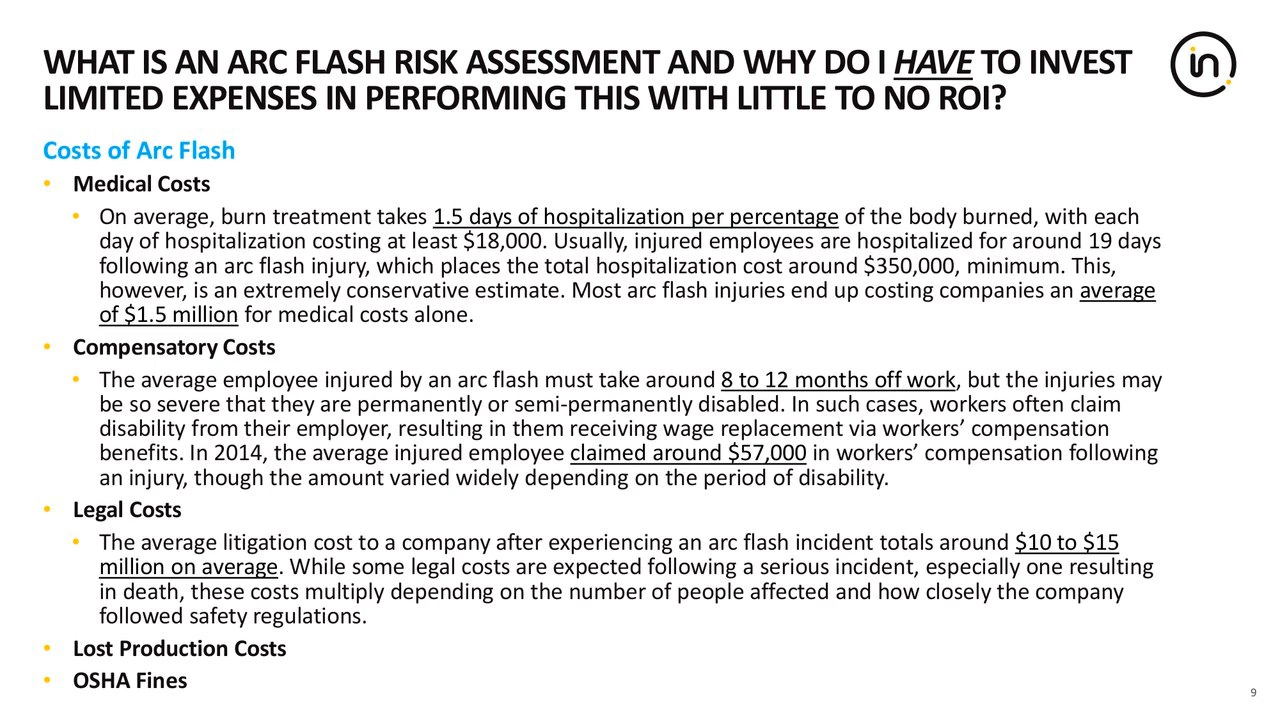 WHAT IS AN ARC FLASH RISK ASSESSMENT AND WHY DO I HAVE TO INVEST
LIMITED EXPENSES IN PERFORMING THIS WITH LITTLE TO NO ROI?
in
Costs of Arc Flash
• Medical Costs
• On average, burn treatment takes 1.5 days of hospitalization per percentage of the body burned, with each
day of hospitalization costing at least $18,000. Usually, injured employees are hospitalized for around 19 days
following an arc flash injury, which places the total hospitalization cost around $350,000, minimum. This,
however, is an extremely conservative estimate. Most arc flash injuries end up costing companies an average
of $1.5 million for medical costs alone.
• Compensatory Costs
• The average employee injured by an arc flash must take around 8 to 12 months off work, but the injuries may
be so severe that they are permanently or semi-permanently disabled. In such cases, workers often claim
disability from their employer, resulting in them receiving wage replacement via workers’ compensation
benefits. In 2014, the average injured employee claimed around $57,000 in workers’ compensation following
an injury, though the amount varied widely depending on the period of disability.
• Legal Costs
• The average litigation cost to a company after experiencing an arc flash incident totals around $10 to $15
million on average. While some legal costs are expected following a serious incident, especially one resulting
in death, these costs multiply depending on the number of people affected and how closely the company
followed safety regulations.
• Lost Production Costs
• OSHA Fines
9